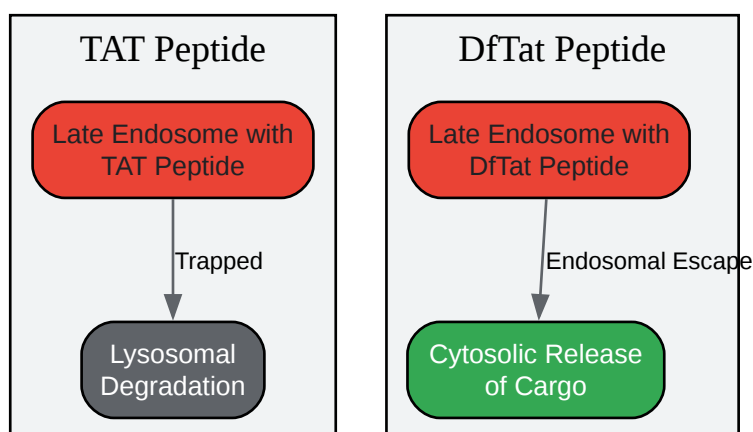 TAT Peptide
Late Endosome with
TAT Peptide
Trapped
Lysosomal
Degradation
DfTat Peptide
Late Endosome with
DfTat Peptide
Endosomal Escape
Cytosolic Release
of Cargo